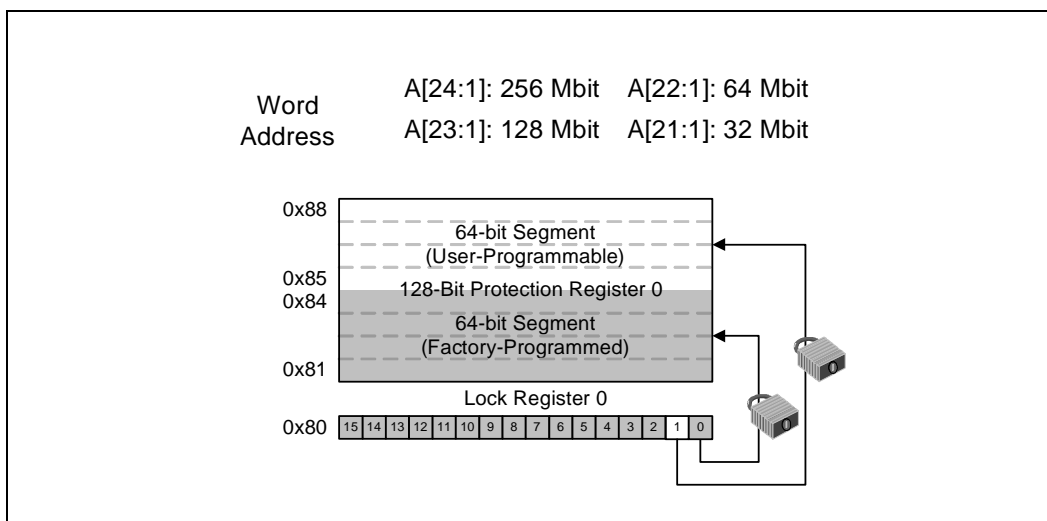 Word
Address
A[24:1]: 256 Mbit A[22:1]: 64 Mbit
A[23:1]: 128 Mbit A[21:1]: 32 Mbit
0x88
64-bit Segment
(User-Programmable)
0x85
128-Bit Protection Register 0
0x84
64-bit Segment
(Factory-Programmed)
0x81
Lock Register 0
0x80 15 14 13 12 11 10 9 8 7 6 5 4 3 2 1 0